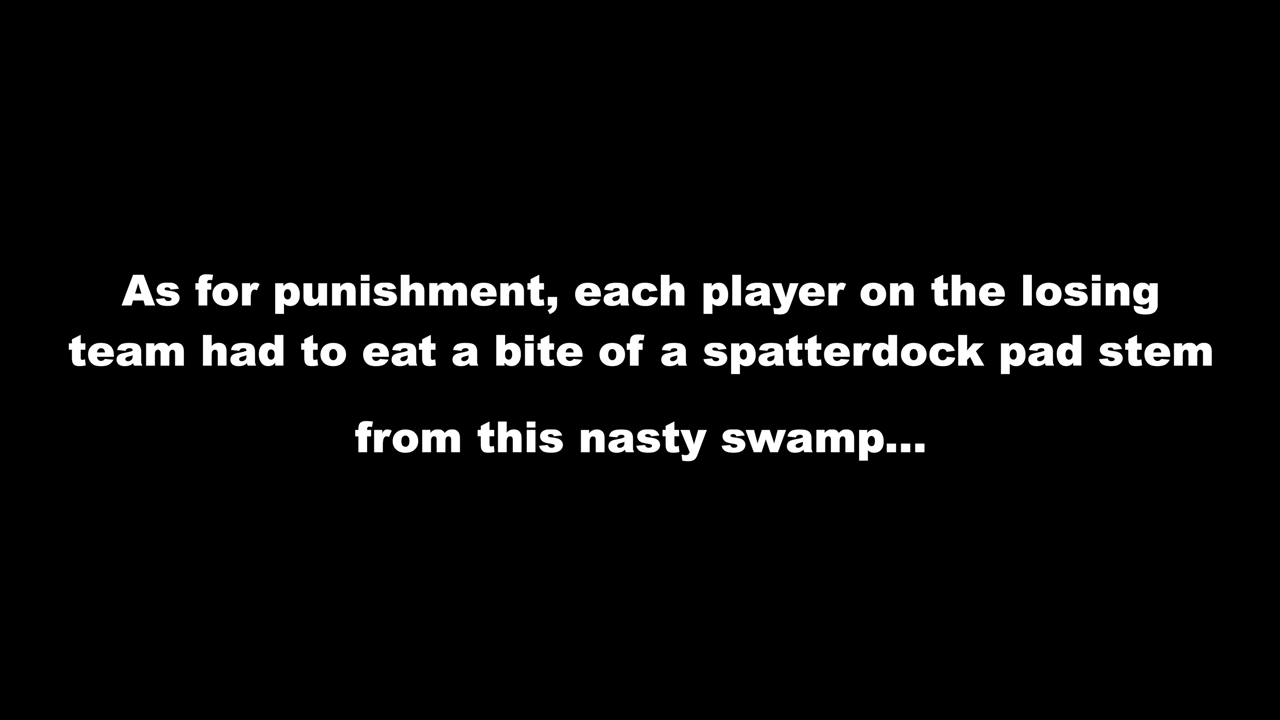 As for punishment, each player on the losing
team had to eat a bite of a spatterdock pad stem
from this nasty swamp...